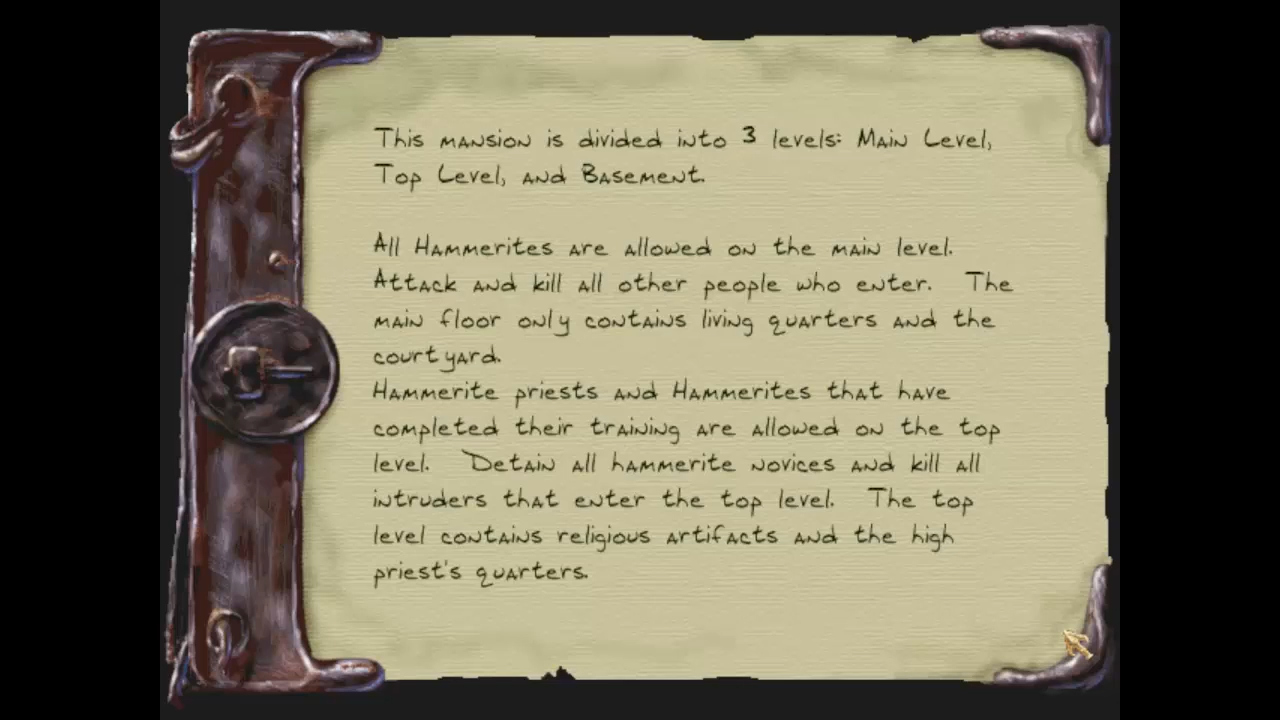 This mansion is divided into 3 levels: Main Level,
Top Level, and Basement.
All Hammerites are allowed on the main level.
Attack and kill all other people who enter. The
main floor only contains living quarters and the
courtyard.
Hammerite priests and Hammerites that have
completed their training are allowed on the top
level. Detain all hammerite novices and kill all
intruders that enter the top level. The top
level contains religious artifacts and the high
priest's quarters.